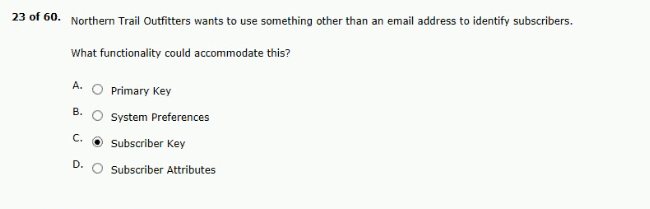 23 of 60. Northern Trail Outfitters wants to use something other than an email address to identify subscribers.
What functionality could accommodate this?
A. Primary Key
B. System Preferences
C. Subscriber Key
D. Subscriber Attributes